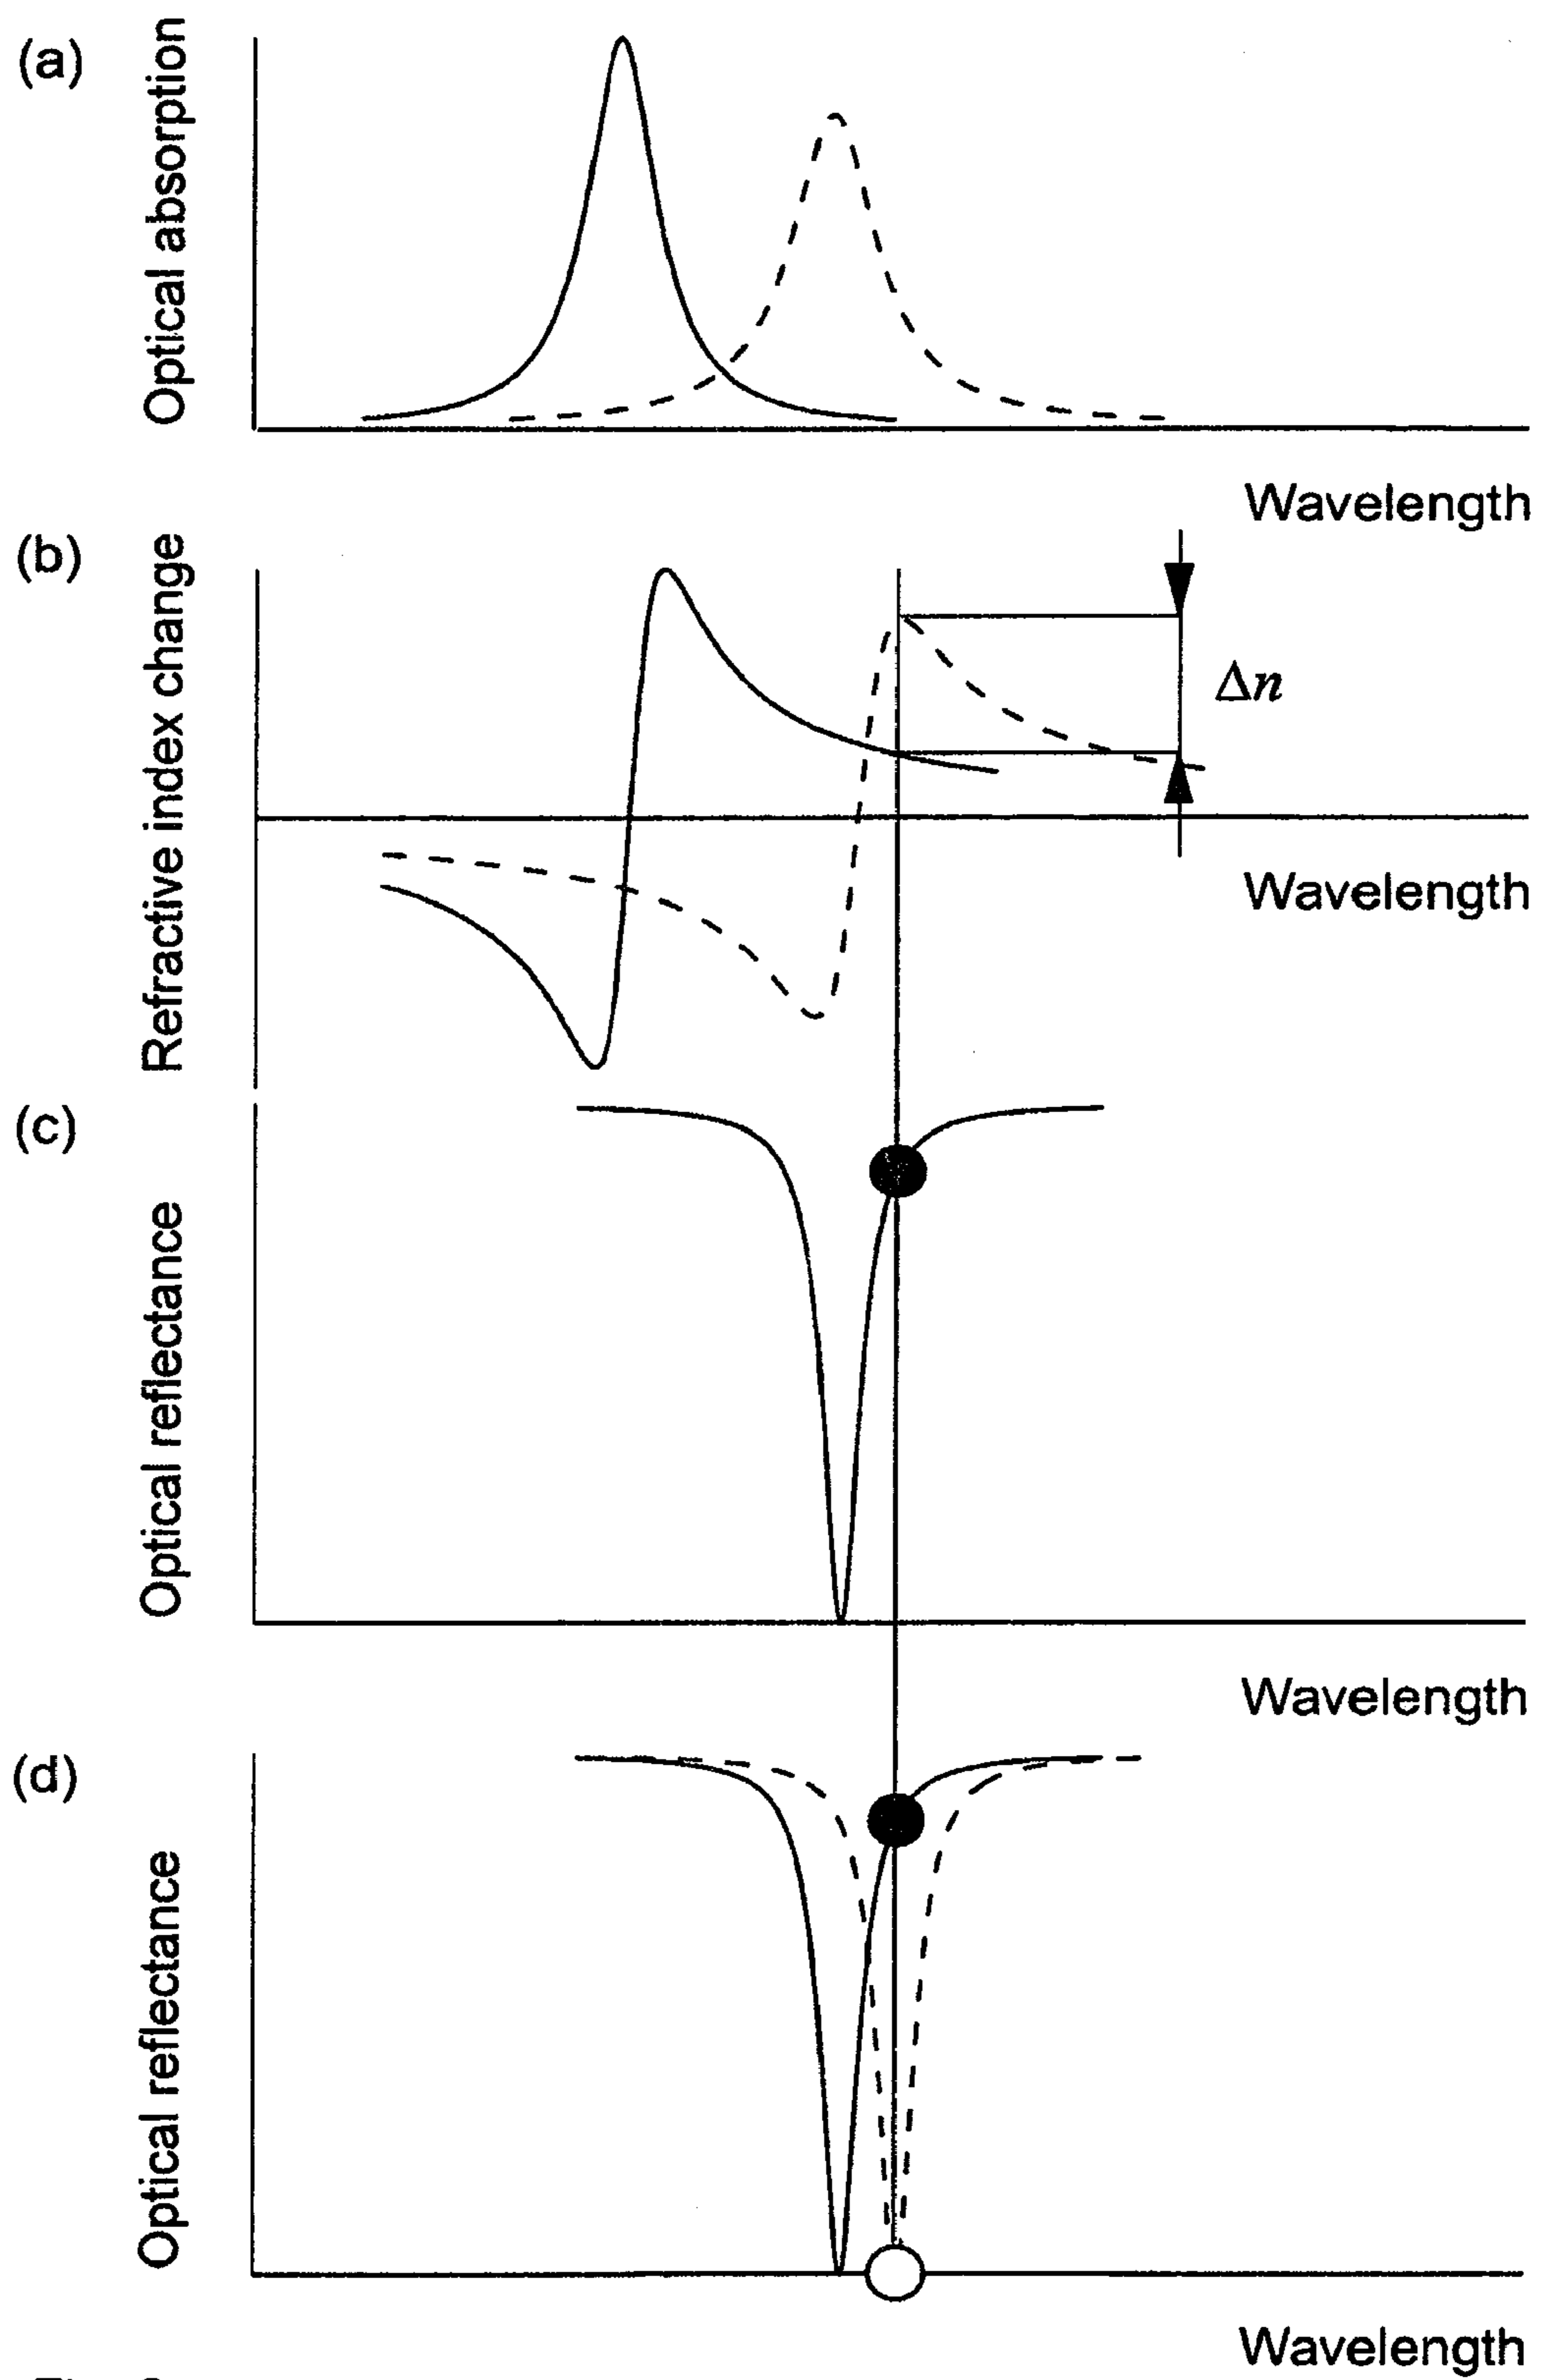 (a)
Optical absorption
Wavelength
(b)
Refractive index change
Δn
Wavelength
(c)
Optical reflectance
Wavelength
(d)
Optical reflectance
Wavelength